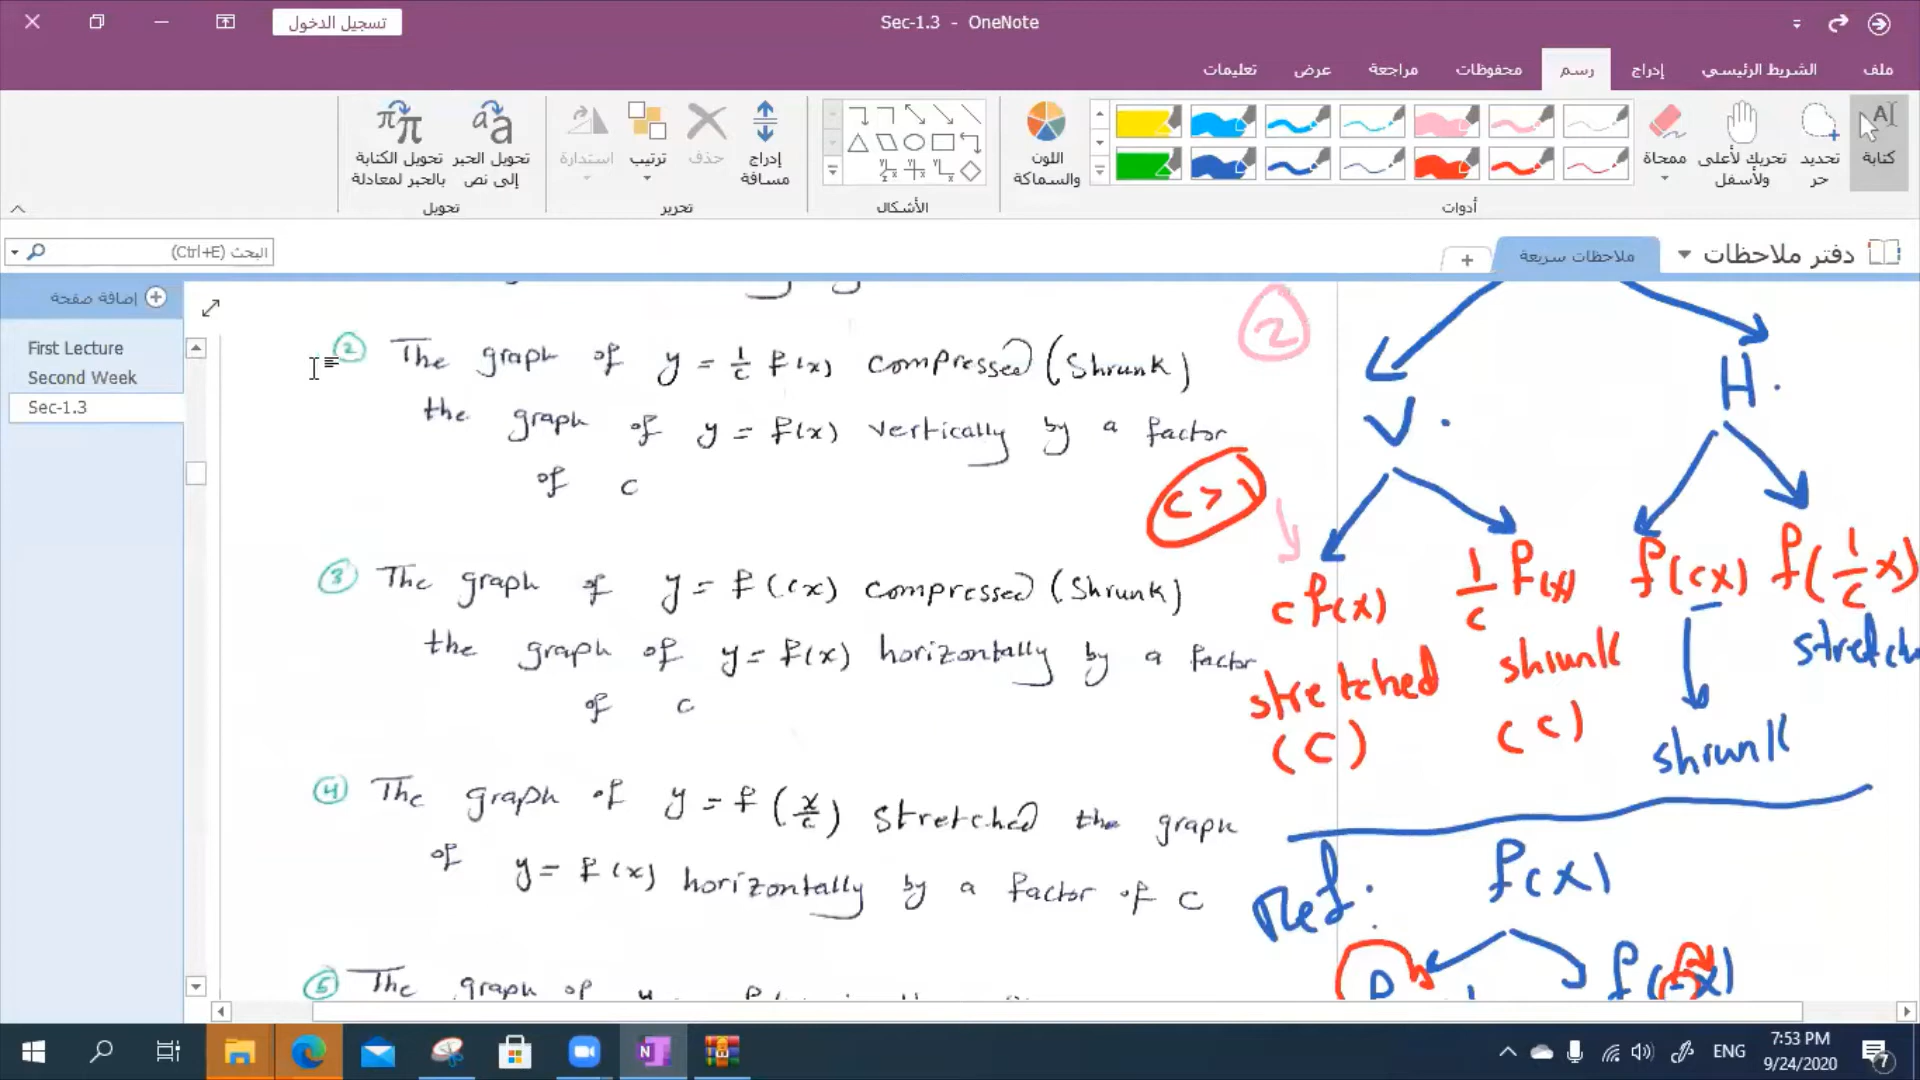 تسجيل الدخول
Sec-1.3 - OneNote
ملف
الشريط الرئيسي
إدراج
رسم
محفوظات
مراجعة
عرض
تعليمات
كتابة
تحديد حر
تحريك لأعلى ولأسفل
ممحاة
أدوات
اللون والسماكة
الأشكال
إدراج مسافة
حذف
ترتيب
استدارة
تحرير
تحويل الحبر إلى نص
تحويل الكتابة بالحبر لمعادلة
تحويل
دفتر ملاحظات
ملاحظات سريعة
البحث (Ctrl+E)
إضافة صفحة
First Lecture
Second Week
Sec-1.3
② The graph of y = 1/c f(x) compressed (Shrunk)
the graph of y = f(x) vertically by a factor
of c
③ The graph of y = f(cx) compressed (Shrunk)
the graph of y = f(x) horizontally by a factor
of c
④ The graph of y = f(x/c) stretched the graph
of y = f(x) horizontally by a factor of c
⑤ The graph of y
2
V.
H.
c > 1
c f(x)
1/c f(x)
f(cx)
f(1/c x)
stretched
(C)
shrunk
(c)
shrunk
stretch
Ref.
f(x)
f(-x)
ENG
7:53 PM
9/24/2020
7